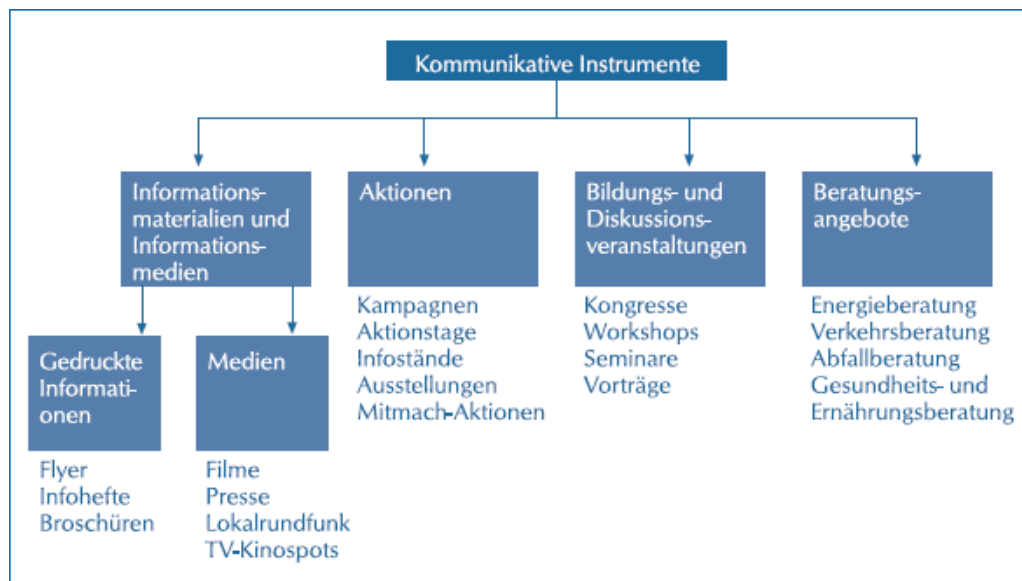 Kommunikative Instrumente
Informations-
materialien und
Informations-
medien
Gedruckte
Informati-
onen
Flyer
Infohefte
Broschüren
Medien
Filme
Presse
Lokalrundfunk
TV-Kinospots
Aktionen
Kampagnen
Aktionstage
Infostände
Ausstellungen
Mitmach-Aktionen
Bildungs- und
Diskussions-
veranstaltungen
Kongresse
Workshops
Seminare
Vorträge
Beratungs-
angebote
Energieberatung
Verkehrsberatung
Abfallberatung
Gesundheits- und
Ernährungsberatung